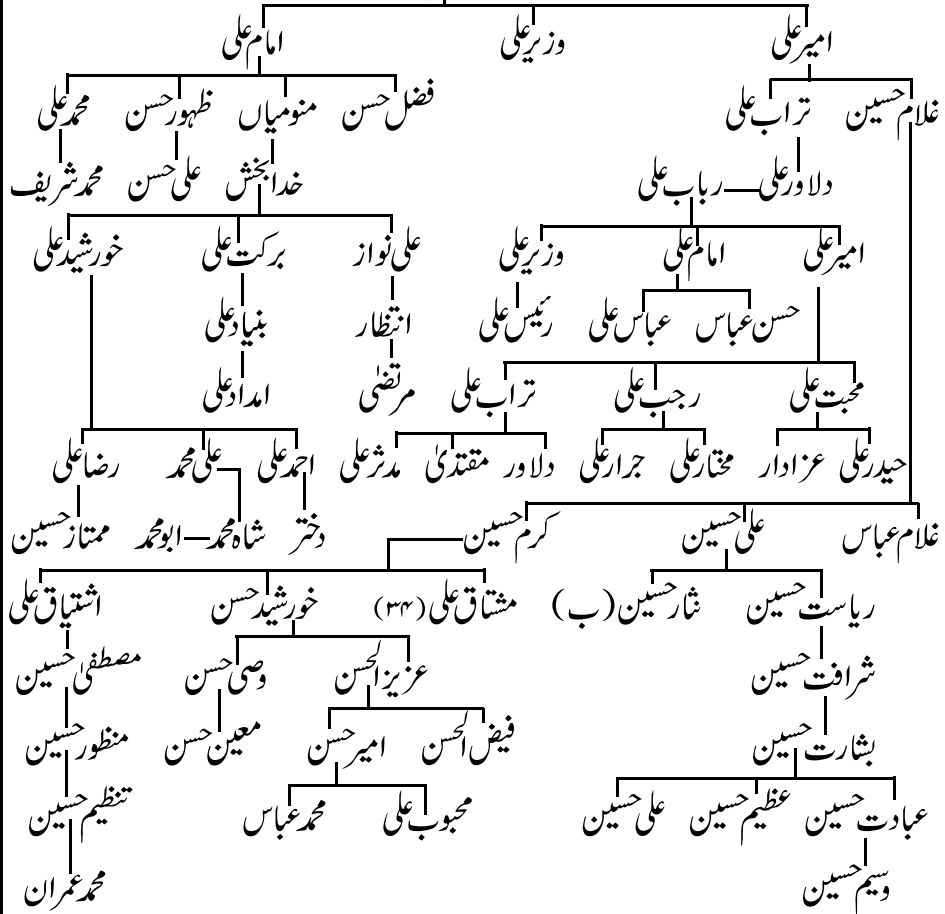 امیر علی وزیر علی امام علی
غلام حسین تراب علی فضل حسن منومیاں ظہور حسن محمد علی
دلاور علی رباب علی خدا بخش علی حسن محمد شریف
امیر علی امام علی وزیر علی علی نواز برکت علی خورشید علی
حسن عباس عباس علی رئیس علی انتظار بنیاد علی
محبت علی رجب علی تراب علی مرتضیٰ امداد علی
حیدر علی عزادار مختار علی جرار علی دلاور مقتدیٰ مدثر علی احمد علی علی محمد رضا علی
غلام عباس علی حسین کرم حسین دختر شاہ محمد ابو محمد ممتاز حسین
ریاست حسین نثار حسین (ب) مشتاق علی (۳۴) خورشید حسن اشتیاق علی
شرافت حسین عزیز الحسن وصی حسن مصطفیٰ حسین
بشارت حسین فیض الحسن امیر حسن معین حسن منظور حسین
عبادت حسین عظیم حسین علی حسین محبوب علی محمد عباس تنظیم حسین
وسیم حسین محمد عمران